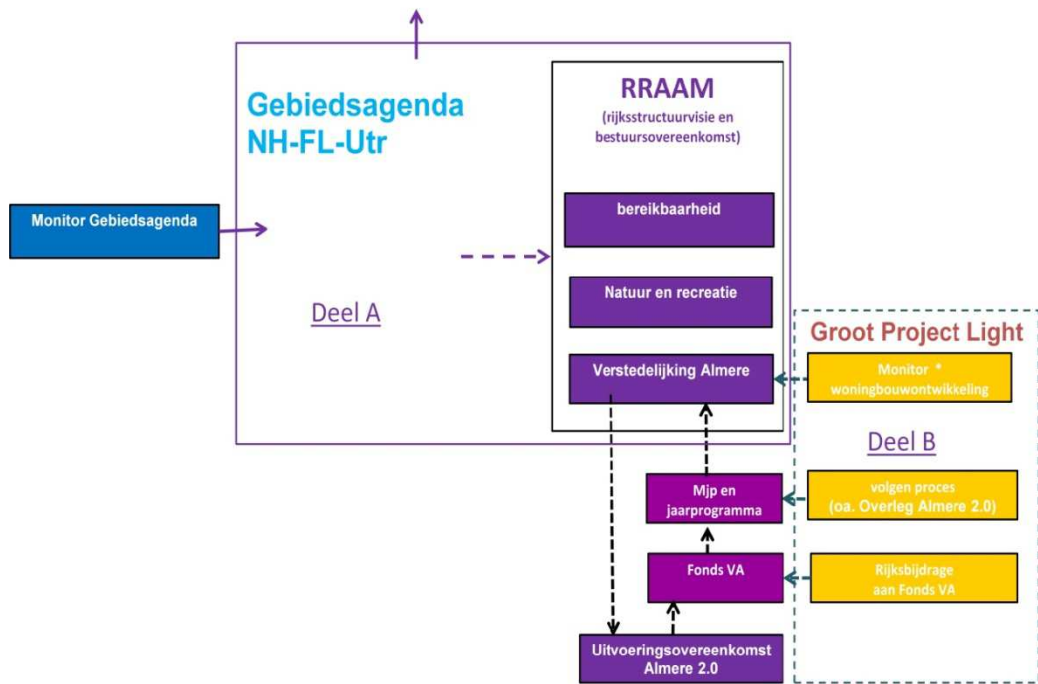 Gebiedsagenda
NH-FL-Utr
RRAAM
(rijksstructuurvisie en
bestuursovereenkomst)
Monitor Gebiedsagenda
bereikbaarheid
Natuur en recreatie
Deel A
Verstedelijking Almere
Groot Project Light
Monitor *
woningbouwontwikkeling
Deel B
Mjp en
jaarprogramma
volgen proces
(oa. Overleg Almere 2.0)
Fonds VA
Rijksbijdrage
aan Fonds VA
Uitvoeringsovereenkomst
Almere 2.0